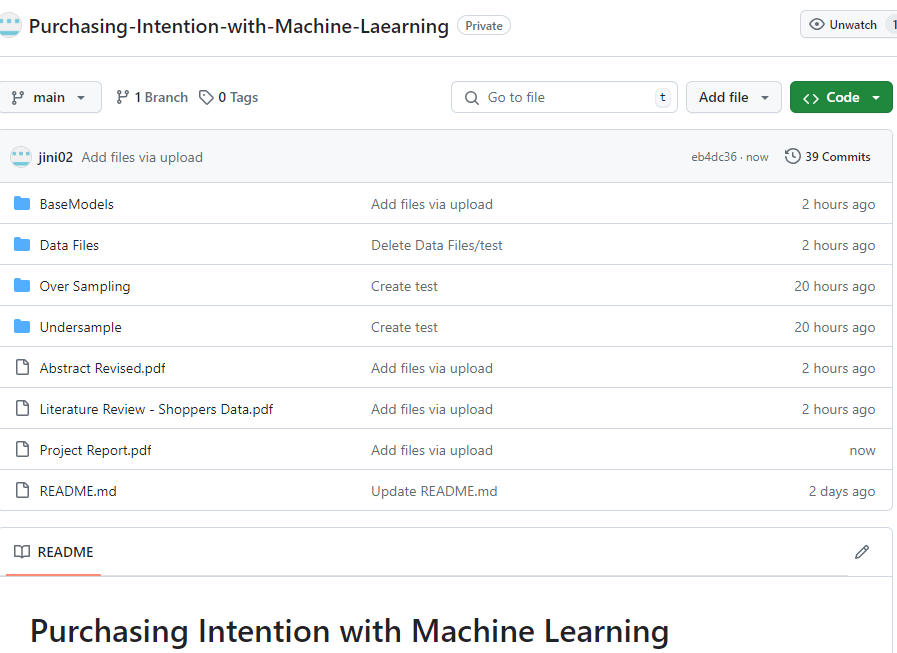 Purchasing-Intention-with-Machine-Laearning Private Unwatch 1
main 1 Branch 0 Tags Go to file t Add file Code
jini02 Add files via upload eb4dc36 · now 39 Commits
BaseModels Add files via upload 2 hours ago
Data Files Delete Data Files/test 2 hours ago
Over Sampling Create test 20 hours ago
Undersample Create test 20 hours ago
Abstract Revised.pdf Add files via upload 2 hours ago
Literature Review - Shoppers Data.pdf Add files via upload 2 hours ago
Project Report.pdf Add files via upload now
README.md Update README.md 2 days ago
README
Purchasing Intention with Machine Learning